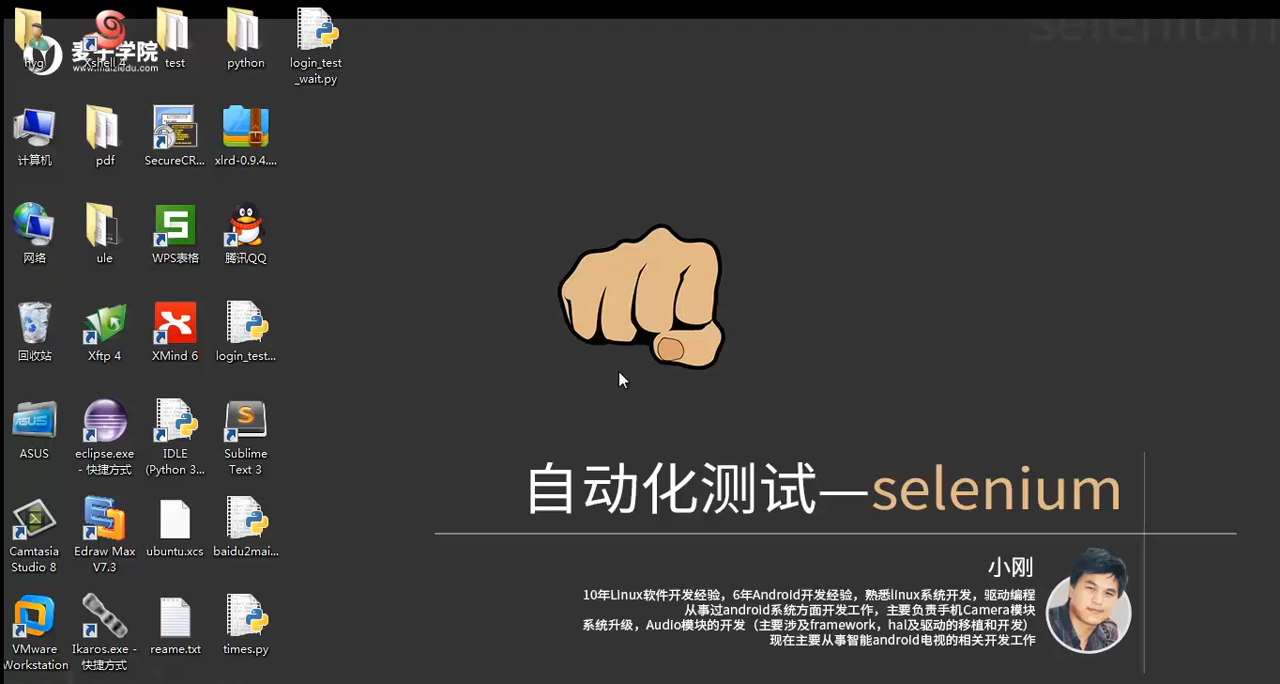 selenium
hyg
Xshell 4
test
python
login_test
_wait.py
麦子学院
www.maiziedu.com
计算机
pdf
SecureCR...
xlrd-0.9.4....
网络
ule
WPS表格
腾讯QQ
回收站
Xftp 4
XMind 6
login_test...
ASUS
eclipse.exe
- 快捷方式
IDLE
(Python 3...
Sublime
Text 3
Camtasia
Studio 8
Edraw Max
V7.3
ubuntu.xcs
baidu2mai...
VMware
Workstation
Ikaros.exe -
快捷方式
reame.txt
times.py
自动化测试—selenium
小刚
10年Linux软件开发经验，6年Android开发经验，熟悉linux系统开发，驱动编程
从事过android系统方面开发工作，主要负责手机Camera模块
系统升级，Audio模块的开发（主要涉及framework，hal及驱动的移植和开发）
现在主要从事智能android电视的相关开发工作